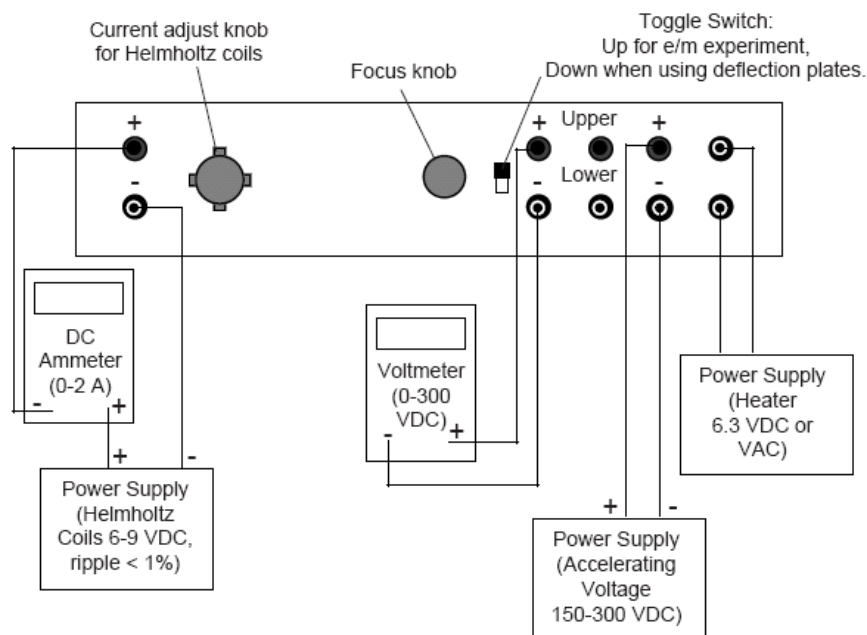 Toggle Switch:
Up for e/m experiment,
Down when using deflection plates.
Current adjust knob
for Helmholtz coils
Focus knob
+
+
Upper
+
-
-
Lower
-
DC
Ammeter
(0-2 A)
-
+
+
-
Power Supply
(Helmholtz
Coils 6-9 VDC,
ripple < 1%)
Voltmeter
(0-300
VDC)
-
+
Power Supply
(Heater
6.3 VDC or
VAC)
+
-
Power Supply
(Accelerating
Voltage
150-300 VDC)